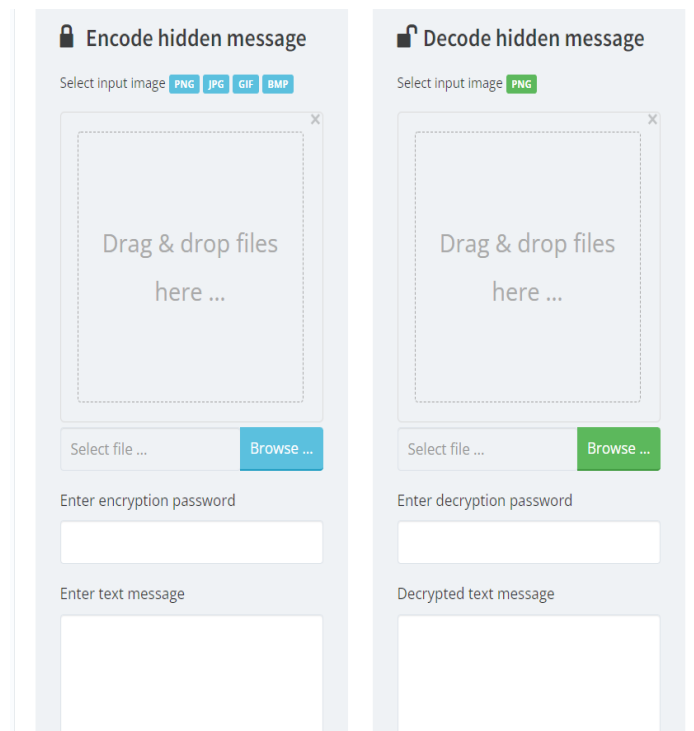 Encode hidden message
Select input image PNG JPG GIF BMP
x
Drag & drop files
here ...
Select file ...
Browse ...
Enter encryption password
Enter text message
Decode hidden message
Select input image PNG
x
Drag & drop files
here ...
Select file ...
Browse ...
Enter decryption password
Decrypted text message